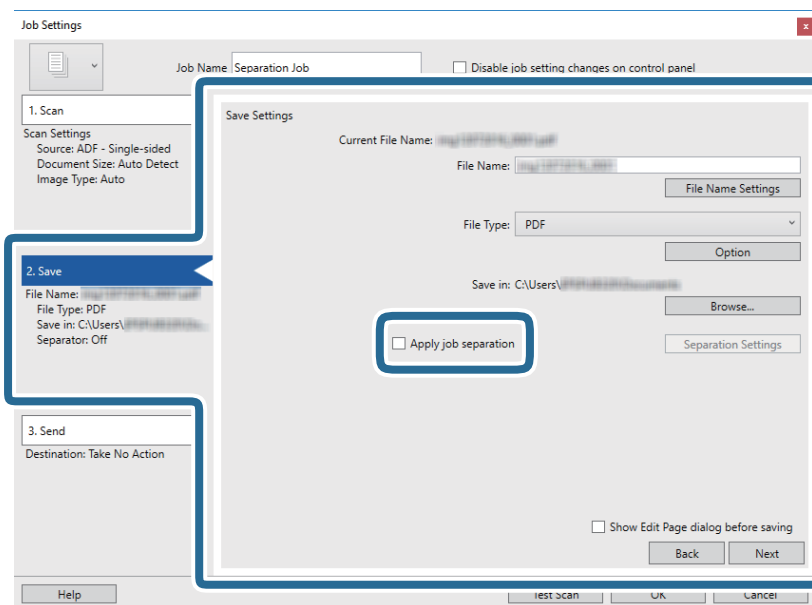 Job Settings
x
Job Name Separation Job
Disable job setting changes on control panel
1. Scan
Scan Settings
Source: ADF - Single-sided
Document Size: Auto Detect
Image Type: Auto
2. Save
File Name:
File Type: PDF
Save in: C:\Users\
Separator: Off
3. Send
Destination: Take No Action
Save Settings
Current File Name:
File Name:
File Name Settings
File Type: PDF
Option
Save in: C:\Users\
Browse...
Apply job separation
Separation Settings
Show Edit Page dialog before saving
Back
Next
Help
Test Scan
OK
Cancel